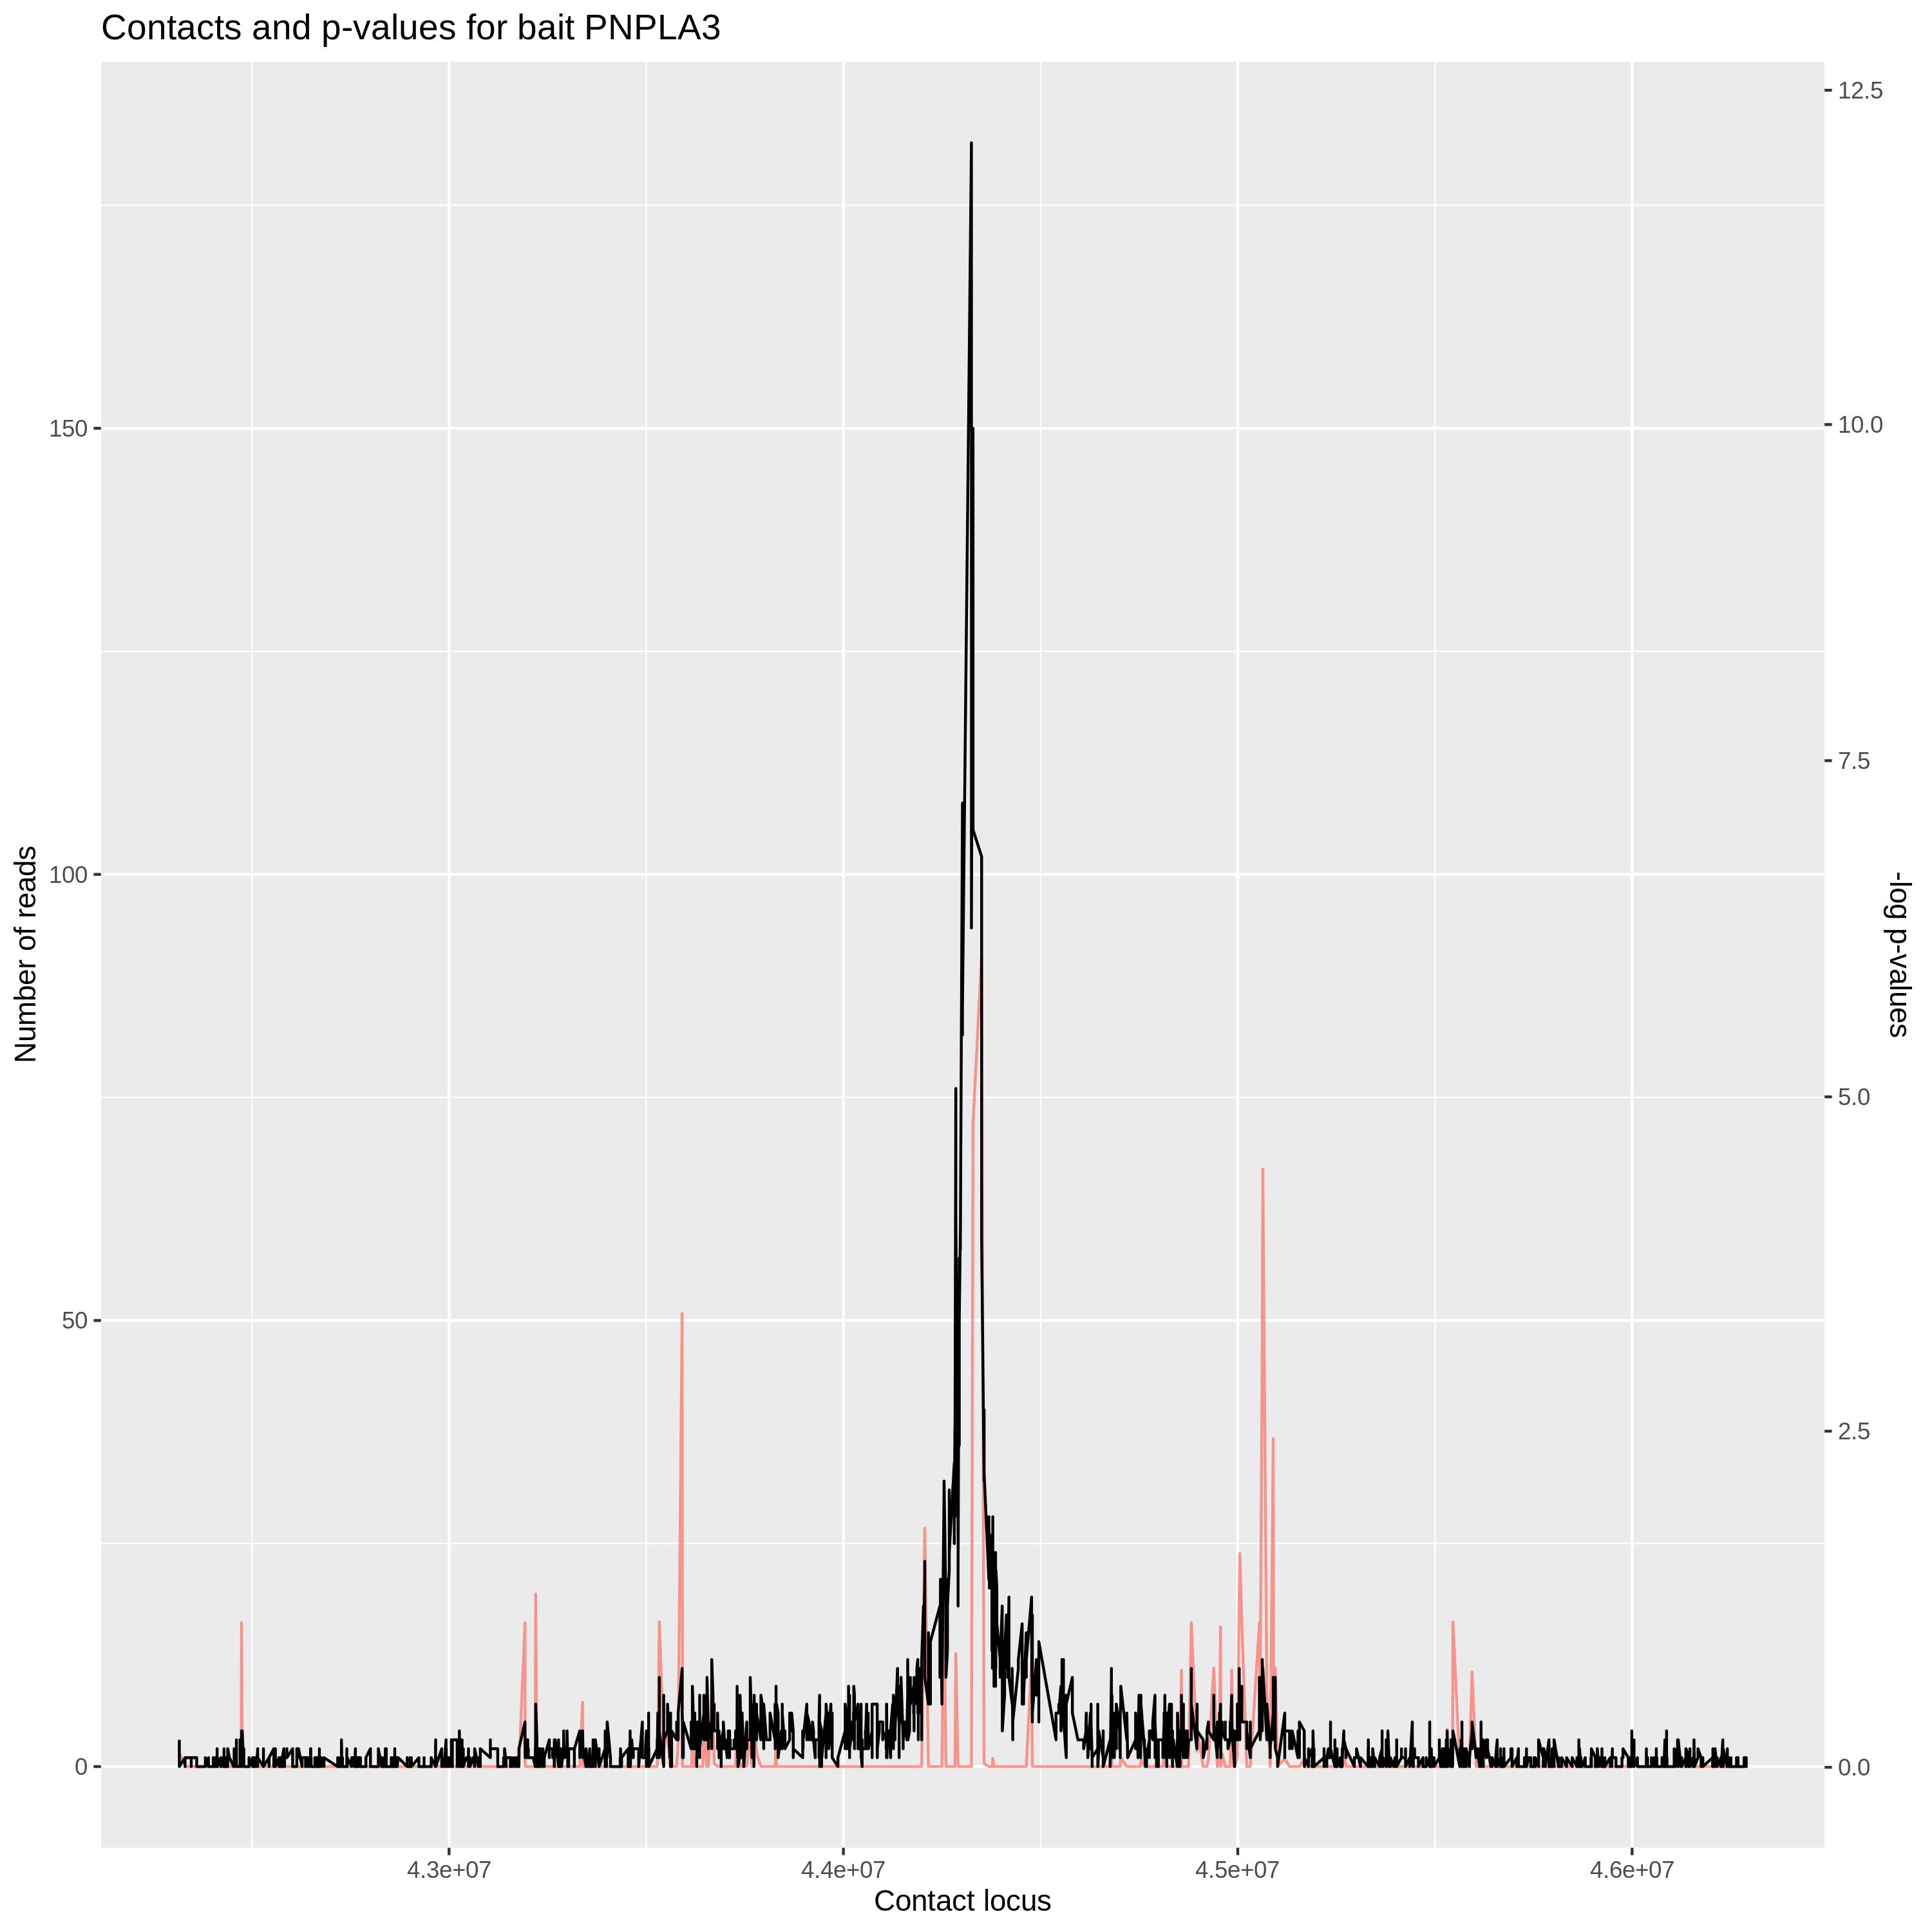 Contacts and p-values for bait PNPLA3
12.5
150
10.0
7.5
100
Number of reads
-log p-values
5.0
50
2.5
0
0.0
4.3e+07
4.4e+07
4.5e+07
4.6e+07
Contact locus